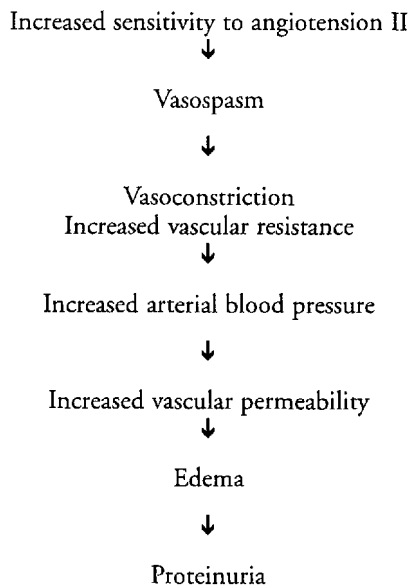 Increased sensitivity to angiotension II
↓
Vasospasm
↓
Vasoconstriction
Increased vascular resistance
↓
Increased arterial blood pressure
↓
Increased vascular permeability
↓
Edema
↓
Proteinuria